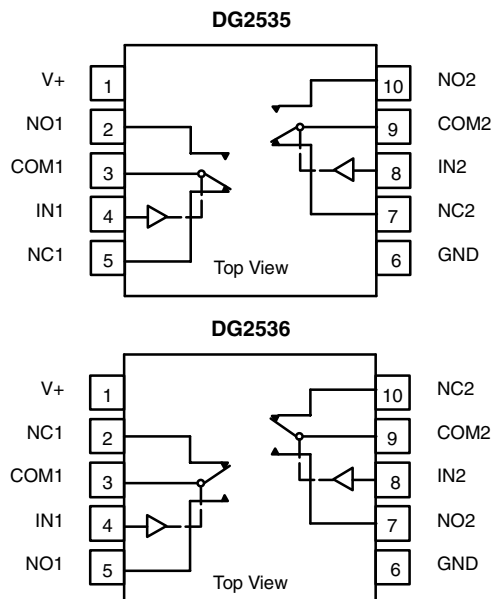 DG2535
V+ 1 10 NO2
NO1 2 9 COM2
COM1 3 8 IN2
IN1 4 7 NC2
NC1 5 6 GND
Top View
DG2536
V+ 1 10 NC2
NC1 2 9 COM2
COM1 3 8 IN2
IN1 4 7 NO2
NO1 5 6 GND
Top View